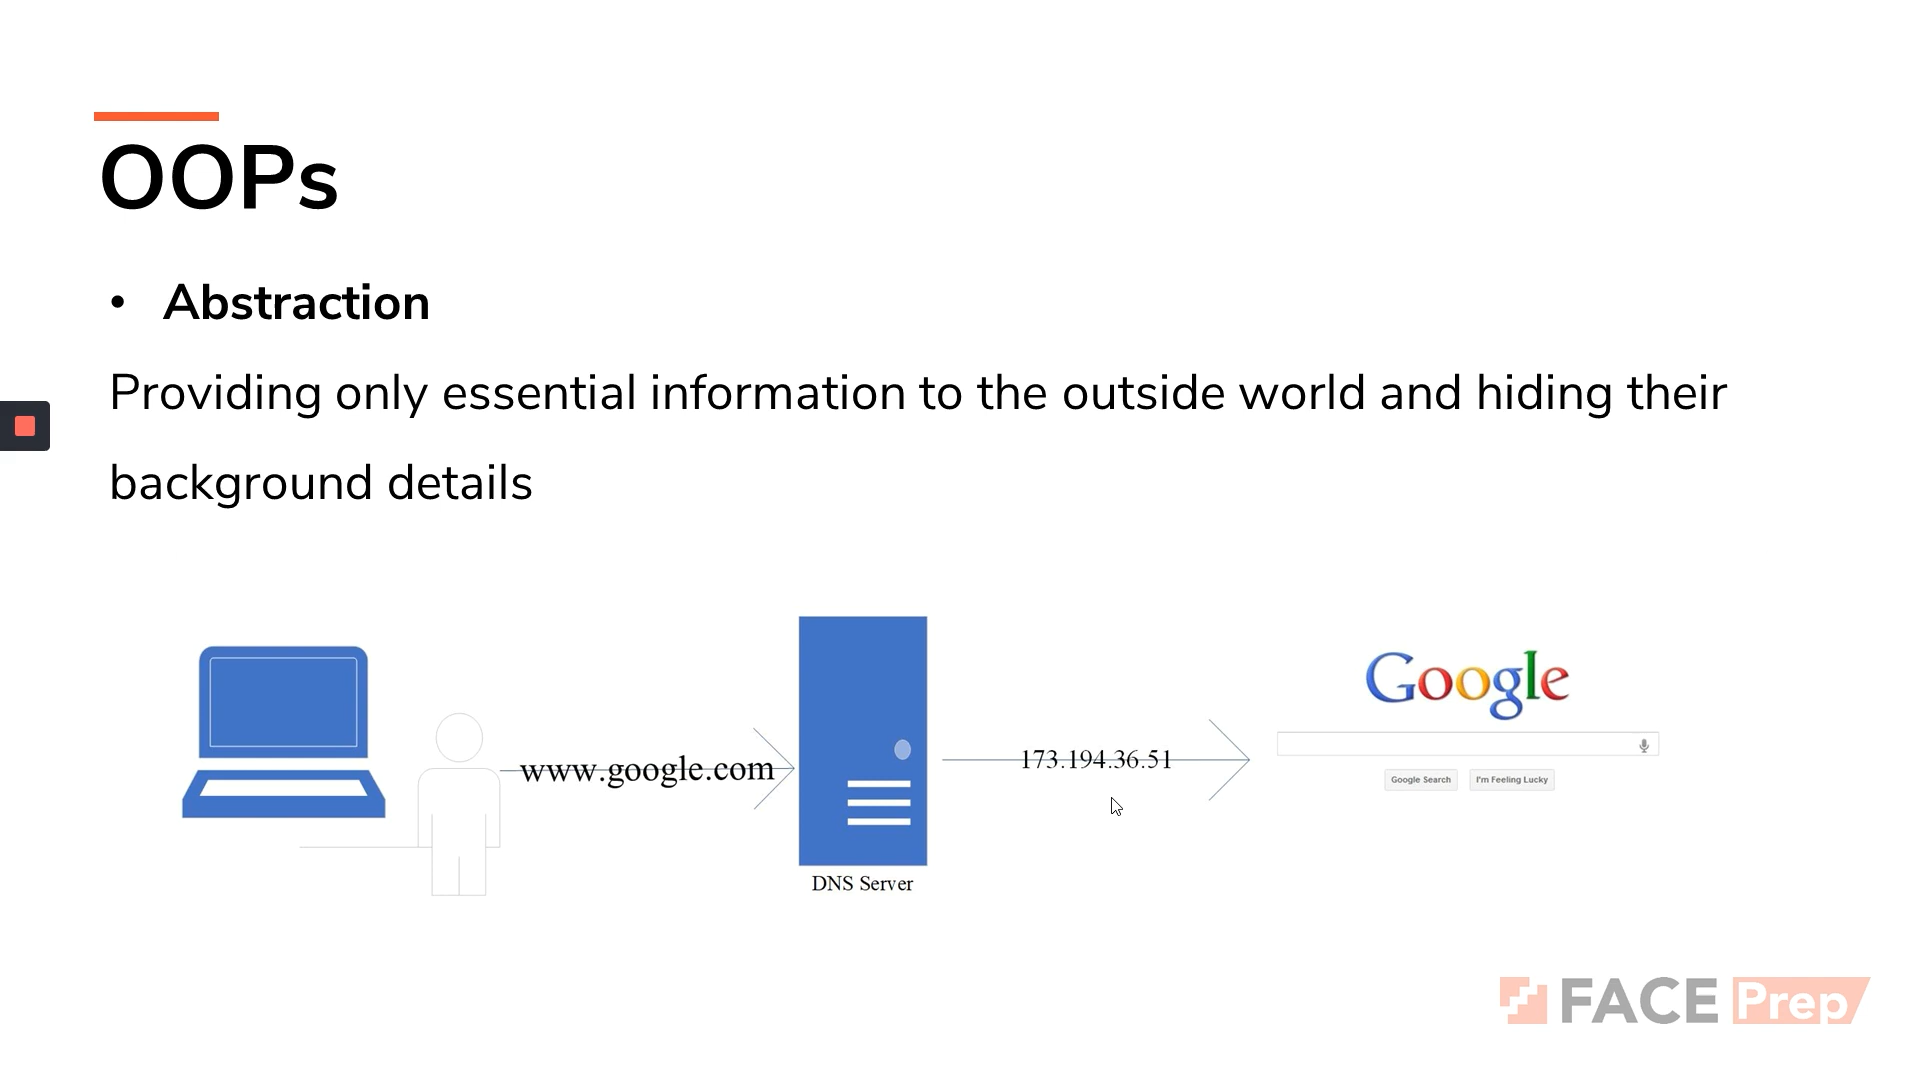 OOPs
• Abstraction
Providing only essential information to the outside world and hiding their
background details
www.google.com
DNS Server
173.194.36.51
Google
Google Search I'm Feeling Lucky
FACE Prep